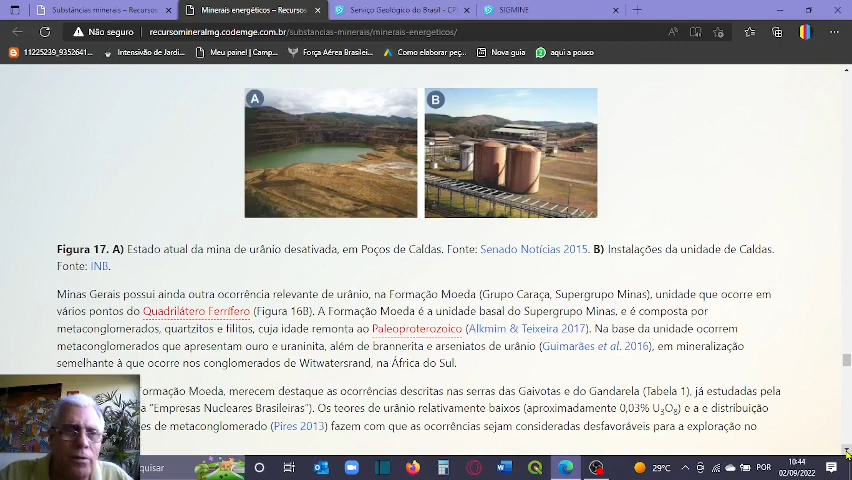 Substâncias minerais – Recursos
Minerais energéticos – Recursos
Serviço Geológico do Brasil - CP
SIGMINE
Não seguro
recursomineralmg.codemge.com.br/substancias-minerais/minerais-energeticos/
11225239_9352641...
Intensivão de Jardi...
Meu painel | Camp...
Força Aérea Brasilei...
Como elaborar peç...
Nova guia
aqui a pouco
A B
Figura 17. A) Estado atual da mina de urânio desativada, em Poços de Caldas. Fonte: Senado Notícias 2015. B) Instalações da unidade de Caldas.
Fonte: INB.
Minas Gerais possui ainda outra ocorrência relevante de urânio, na Formação Moeda (Grupo Caraça, Supergrupo Minas), unidade que ocorre em
vários pontos do Quadrilátero Ferrífero (Figura 16B). A Formação Moeda é a unidade basal do Supergrupo Minas, e é composta por
metaconglomerados, quartzitos e filitos, cuja idade remonta ao Paleoproterozoico (Alkmim & Teixeira 2017). Na base da unidade ocorrem
metaconglomerados que apresentam ouro e uraninita, além de brannerita e arseniatos de urânio (Guimarães et al. 2016), em mineralização
semelhante à que ocorre nos conglomerados de Witwatersrand, na África do Sul.
Formação Moeda, merecem destaque as ocorrências descritas nas serras das Gaivotas e do Gandarela (Tabela 1), já estudadas pela
a “Empresas Nucleares Brasileiras”). Os teores de urânio relativamente baixos (aproximadamente 0,03% U₃O₈) e a e distribuição
es de metaconglomerado (Pires 2013) fazem com que as ocorrências sejam consideradas desfavoráveis para a exploração no
quisar
29°C
POR
10:44
02/09/2022